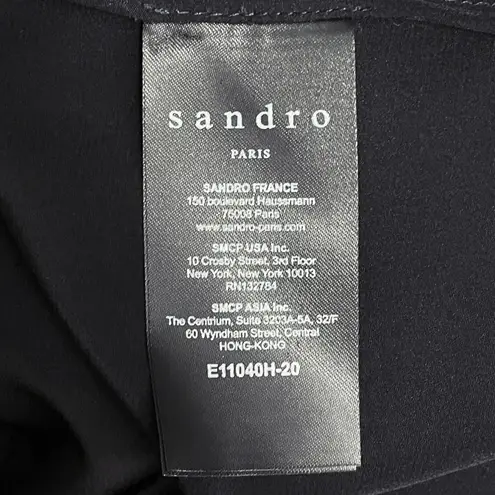 sandro
PARIS
SANDRO FRANCE
150 boulevard Haussmann
75008 Paris
www.sandro-paris.com
SMCP USA Inc.
10 Crosby Street, 3rd Floor
New York, New York 10013
RN132784
SMCP ASIA Inc.
The Centrium, Suite 3203A-5A, 32/F
60 Wyndham Street, Central
HONG-KONG
E11040H-20